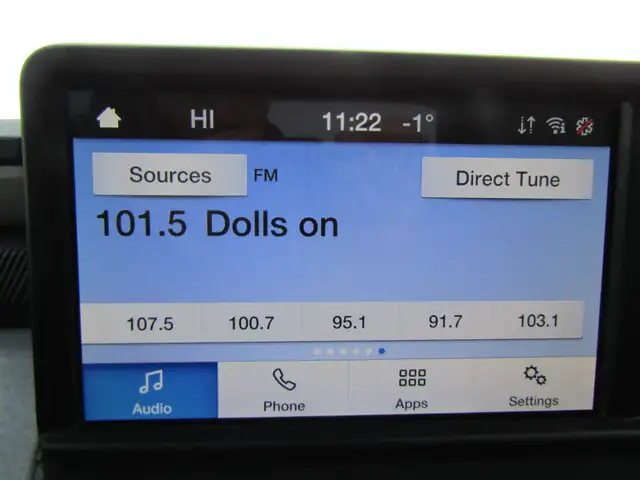 HI 11:22 -1°
Sources FM Direct Tune
101.5 Dolls on
107.5 100.7 95.1 91.7 103.1
Audio Phone Apps Settings